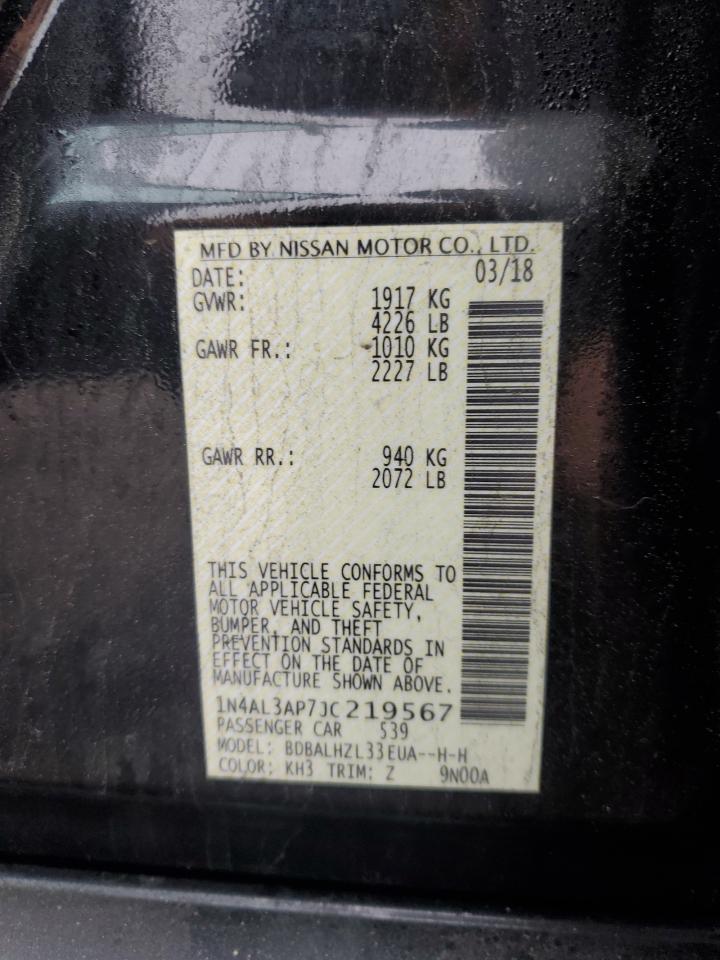 MFD BY NISSAN MOTOR CO., LTD.
DATE: 03/18
GVWR: 1917 KG
4226 LB
GAWR FR.: 1010 KG
2227 LB
GAWR RR.: 940 KG
2072 LB
THIS VEHICLE CONFORMS TO
ALL APPLICABLE FEDERAL
MOTOR VEHICLE SAFETY,
BUMPER, AND THEFT
PREVENTION STANDARDS IN
EFFECT ON THE DATE OF
MANUFACTURE SHOWN ABOVE.
1N4AL3AP7JC219567
PASSENGER CAR 539
MODEL: BDBALHZL33EUA--H-H
COLOR: KH3 TRIM: Z 9N00A